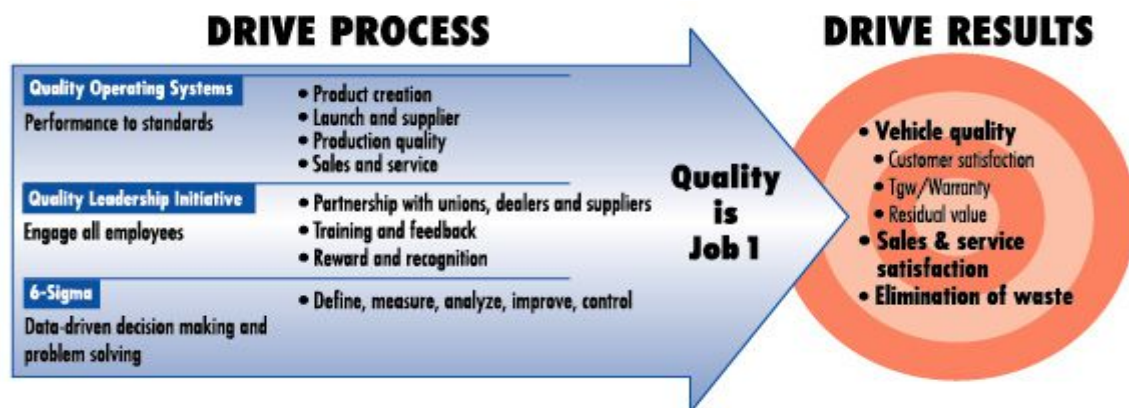 DRIVE PROCESS
Quality Operating Systems
Performance to standards
• Product creation
• Launch and supplier
• Production quality
• Sales and service
Quality Leadership Initiative
Engage all employees
• Partnership with unions, dealers and suppliers
• Training and feedback
• Reward and recognition
6-Sigma
Data-driven decision making and
problem solving
• Define, measure, analyze, improve, control
Quality
is
Job 1
DRIVE RESULTS
• Vehicle quality
• Customer satisfaction
• Tgw/Warranty
• Residual value
• Sales & service
satisfaction
• Elimination of waste